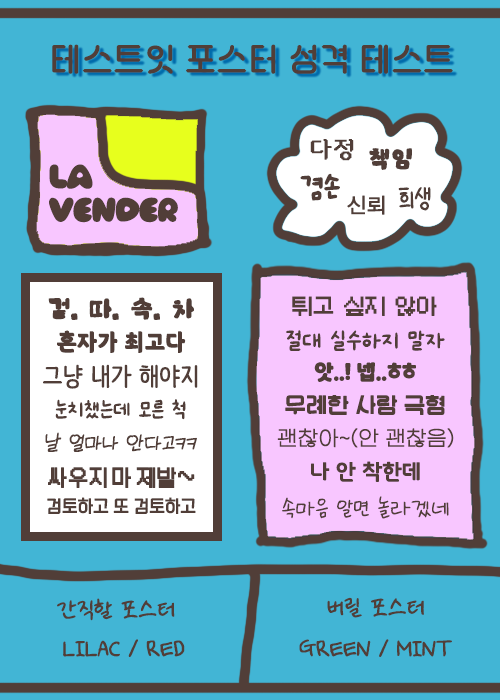 테스트잇 포스터 성격 테스트
LA
VENDER
다정 책임
겸손 신뢰 희생
겉. 따. 속. 차
혼자가 최고다
그냥 내가 해야지
눈치챘는데 모른 척
날 얼마나 안다고ㅋㅋ
싸우지마 제발~
검토하고 또 검토하고
튀고 싶지 않아
절대 실수하지 말자
앗..! 넵..ㅎㅎ
무례한 사람 극혐
괜찮아~(안 괜찮음)
나 안 착한데
속마음 알면 놀라겠네
간직할 포스터
LILAC / RED
버릴 포스터
GREEN / MINT